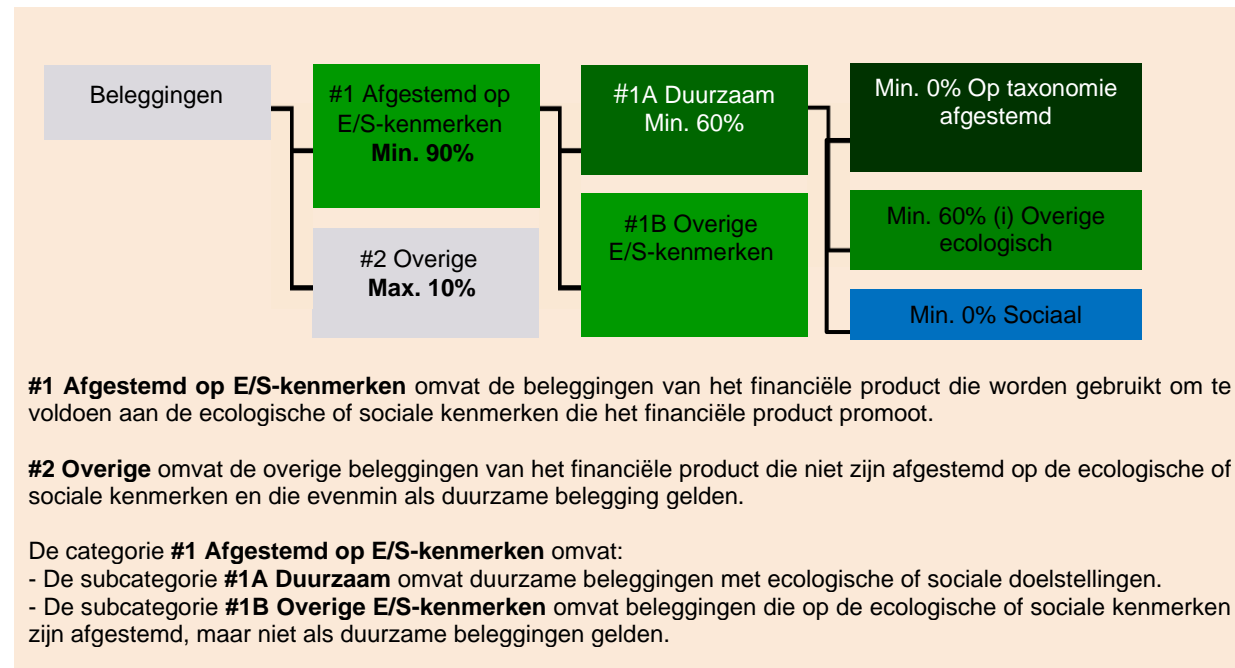 Beleggingen
#1 Afgestemd op
E/S-kenmerken
Min. 90%
#2 Overige
Max. 10%
#1A Duurzaam
Min. 60%
#1B Overige
E/S-kenmerken
Min. 0% Op taxonomie
afgestemd
Min. 60% (i) Overige
ecologisch
Min. 0% Sociaal
#1 Afgestemd op E/S-kenmerken omvat de beleggingen van het financiële product die worden gebruikt om te
voldoen aan de ecologische of sociale kenmerken die het financiële product promoot.
#2 Overige omvat de overige beleggingen van het financiële product die niet zijn afgestemd op de ecologische of
sociale kenmerken en die evenmin als duurzame belegging gelden.
De categorie #1 Afgestemd op E/S-kenmerken omvat:
- De subcategorie #1A Duurzaam omvat duurzame beleggingen met ecologische of sociale doelstellingen.
- De subcategorie #1B Overige E/S-kenmerken omvat beleggingen die op de ecologische of sociale kenmerken
zijn afgestemd, maar niet als duurzame beleggingen gelden.